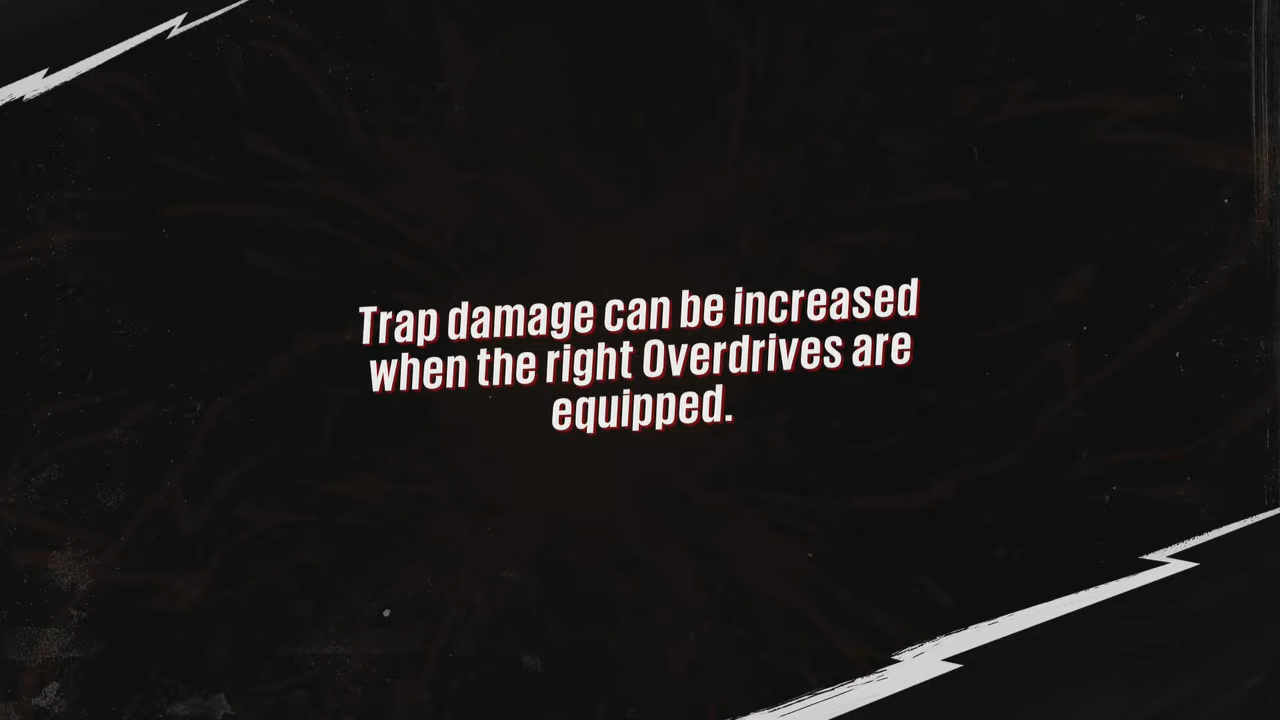 Trap damage can be increased
when the right Overdrives are
equipped.